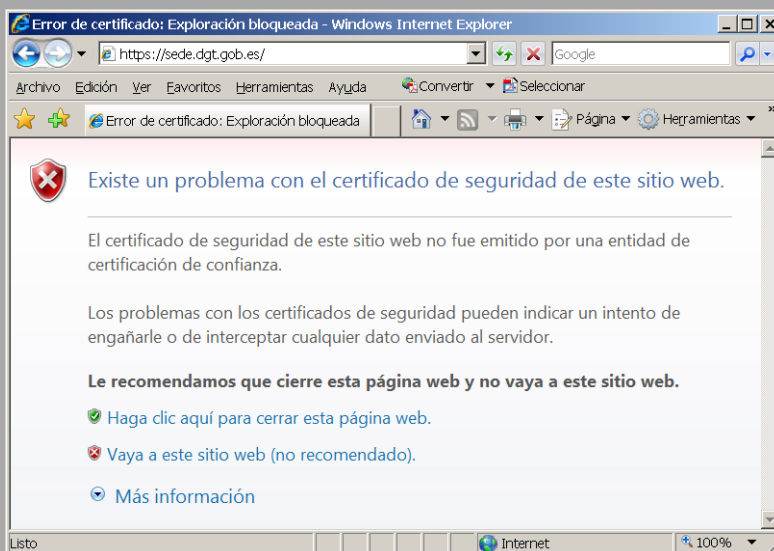 Error de certificado: Exploración bloqueada - Windows Internet Explorer
https://sede.dgt.gob.es/
Google
Archivo Edición Ver Favoritos Herramientas Ayuda Convertir Seleccionar
Error de certificado: Exploración bloqueada Página Herramientas »
Existe un problema con el certificado de seguridad de este sitio web.
El certificado de seguridad de este sitio web no fue emitido por una entidad de
certificación de confianza.
Los problemas con los certificados de seguridad pueden indicar un intento de
engañarle o de interceptar cualquier dato enviado al servidor.
Le recomendamos que cierre esta página web y no vaya a este sitio web.
Haga clic aquí para cerrar esta página web.
Vaya a este sitio web (no recomendado).
Más información
Listo Internet 100%